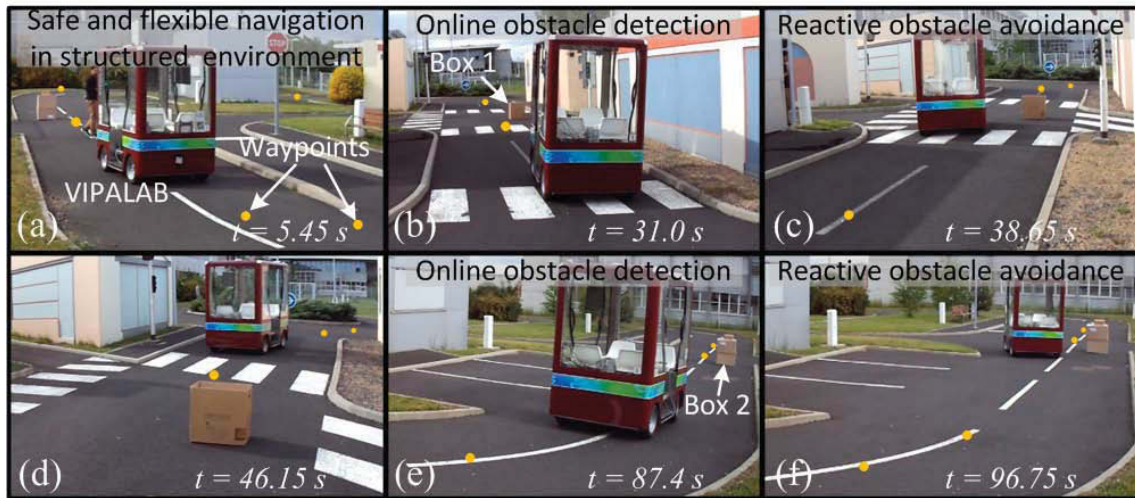 Safe and flexible navigation
in structured environment
STOP
Waypoints
VIPALAB
(a)
t = 5.45 s
Online obstacle detection
Box 1
(b)
t = 31.0 s
Reactive obstacle avoidance
(c)
t = 38.65 s
(d)
t = 46.15 s
Online obstacle detection
Box 2
(e)
t = 87.4 s
Reactive obstacle avoidance
(f)
t = 96.75 s